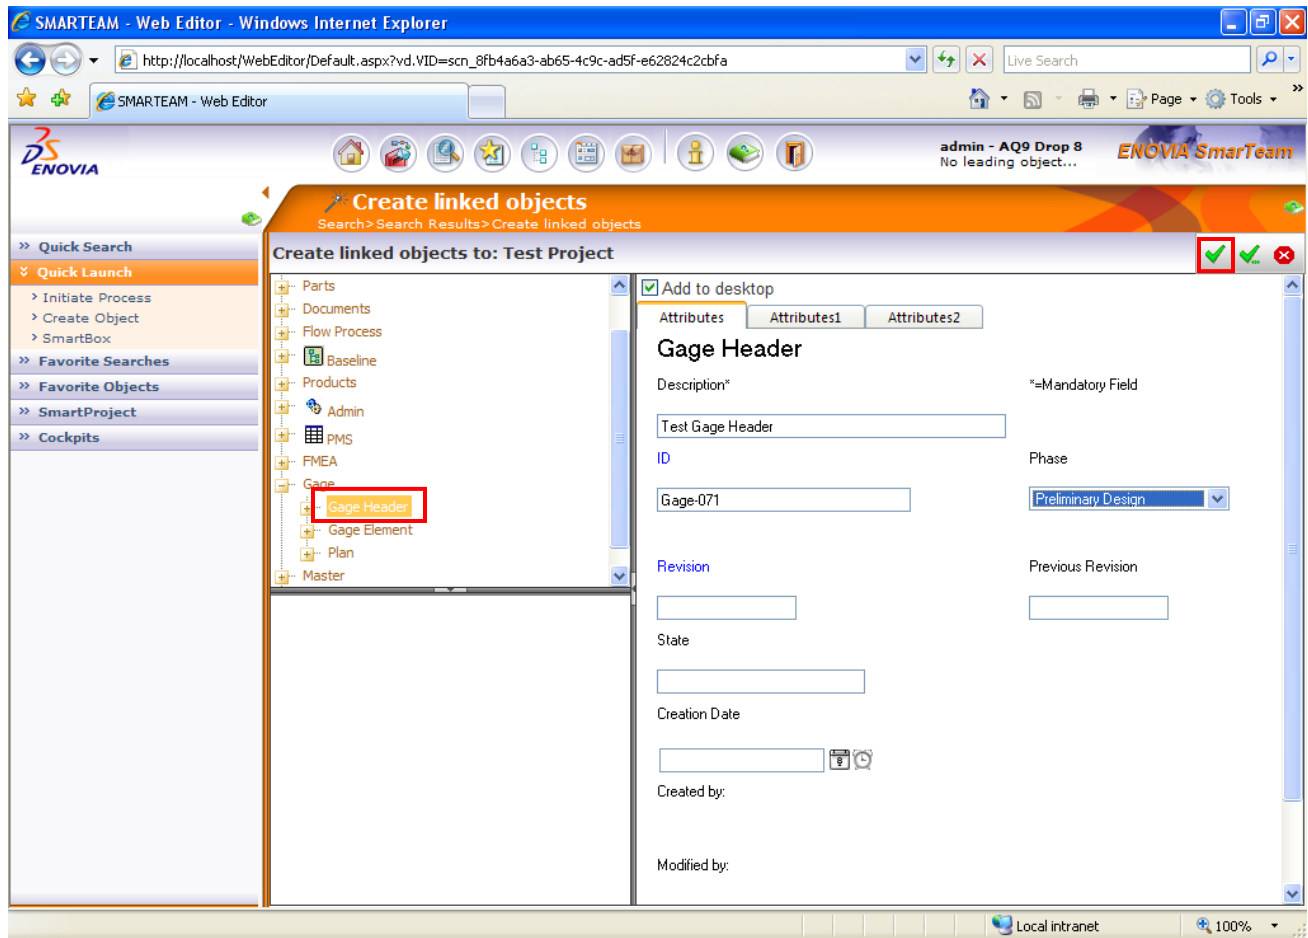 SMARTEAM - Web Editor - Windows Internet Explorer
http://localhost/WebEditor/Default.aspx?vd.VID=scn_8fb4a6a3-ab65-4c9c-ad5f-e62824c2cbfa
Live Search
SMARTEAM - Web Editor
Page
Tools
»
ENOVIA
admin - AQ9 Drop 8
No leading object...
ENOVIA SmarTeam
Create linked objects
Search>Search Results>Create linked objects
Quick Search
Quick Launch
Initiate Process
Create Object
SmartBox
Favorite Searches
Favorite Objects
SmartProject
Cockpits
Create linked objects to: Test Project
Parts
Documents
Flow Process
Baseline
Products
Admin
PMS
FMEA
Gage
Gage Header
Gage Element
Plan
Master
Add to desktop
Attributes
Attributes1
Attributes2
Gage Header
Description*
*=Mandatory Field
Test Gage Header
ID
Phase
Gage-071
Preliminary Design
Revision
Previous Revision
State
Creation Date
Created by:
Modified by:
Local intranet
100%